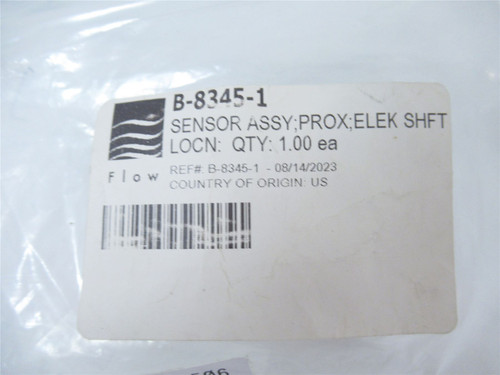 B-8345-1
SENSOR ASSY;PROX;ELEK SHFT
LOCN: QTY: 1.00 ea
Flow
REF#: B-8345-1 - 08/14/2023
COUNTRY OF ORIGIN: US